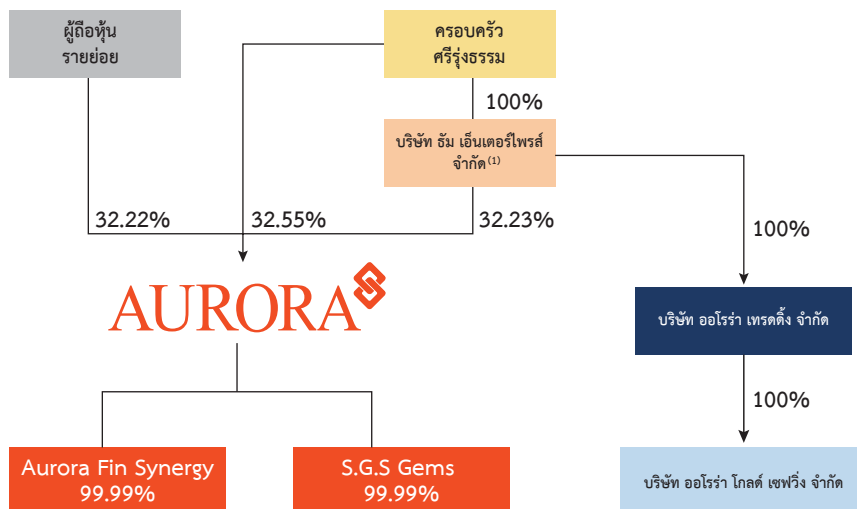 ผู้ถือหุ้น
รายย่อย
ครอบครัว
ศรีรุ่งธรรม
100%
บริษัท ธัม เอ็นเตอร์ไพรส์
จำกัด(1)
32.22%
32.55%
32.23%
100%
AURORA
บริษัท ออโรร่า เทรดดิ้ง จำกัด
100%
Aurora Fin Synergy
99.99%
S.G.S Gems
99.99%
บริษัท ออโรร่า โกลด์ เซฟวิ่ง จำกัด